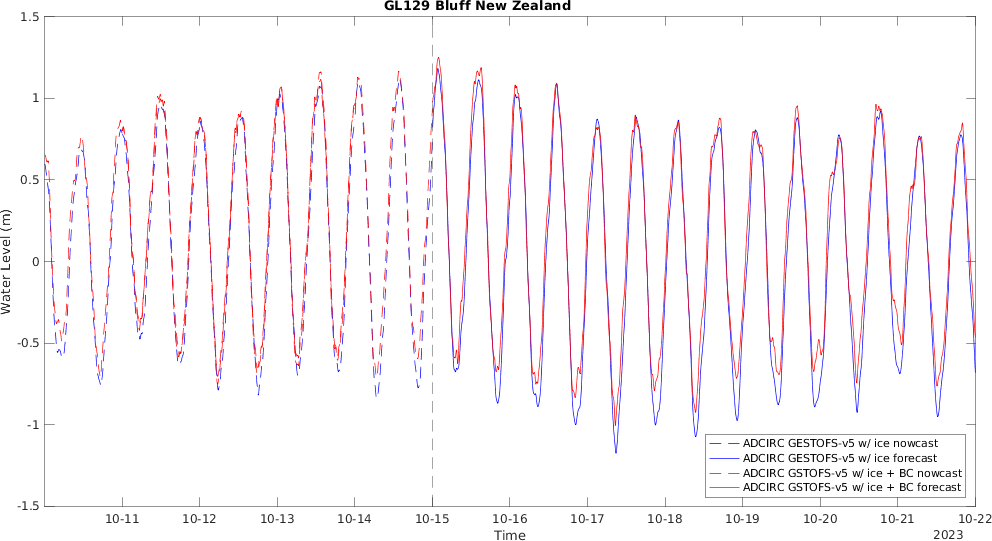 GL129 Bluff New Zealand
1.5
1
0.5
0
-0.5
-1
-1.5
Water Level (m)
ADCIRC GESTOFS-v5 w/ ice nowcast
ADCIRC GESTOFS-v5 w/ ice forecast
ADCIRC GSTOFS-v5 w/ ice + BC nowcast
ADCIRC GSTOFS-v5 w/ ice + BC forecast
10-11 10-12 10-13 10-14 10-15 10-16 10-17 10-18 10-19 10-20 10-21 10-22
Time
2023